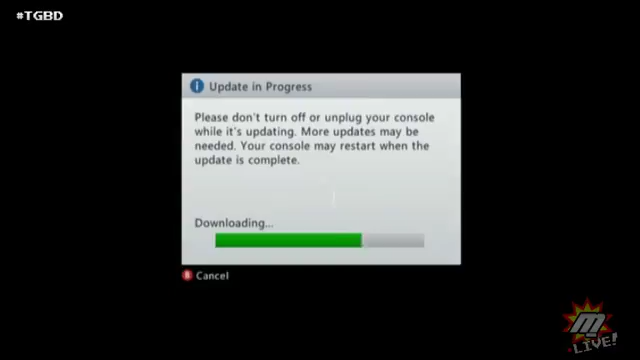 #TGBD
Update in Progress
Please don't turn off or unplug your console
while it's updating. More updates may be
needed. Your console may restart when the
update is complete.
Downloading...
B Cancel
M
LIVE!